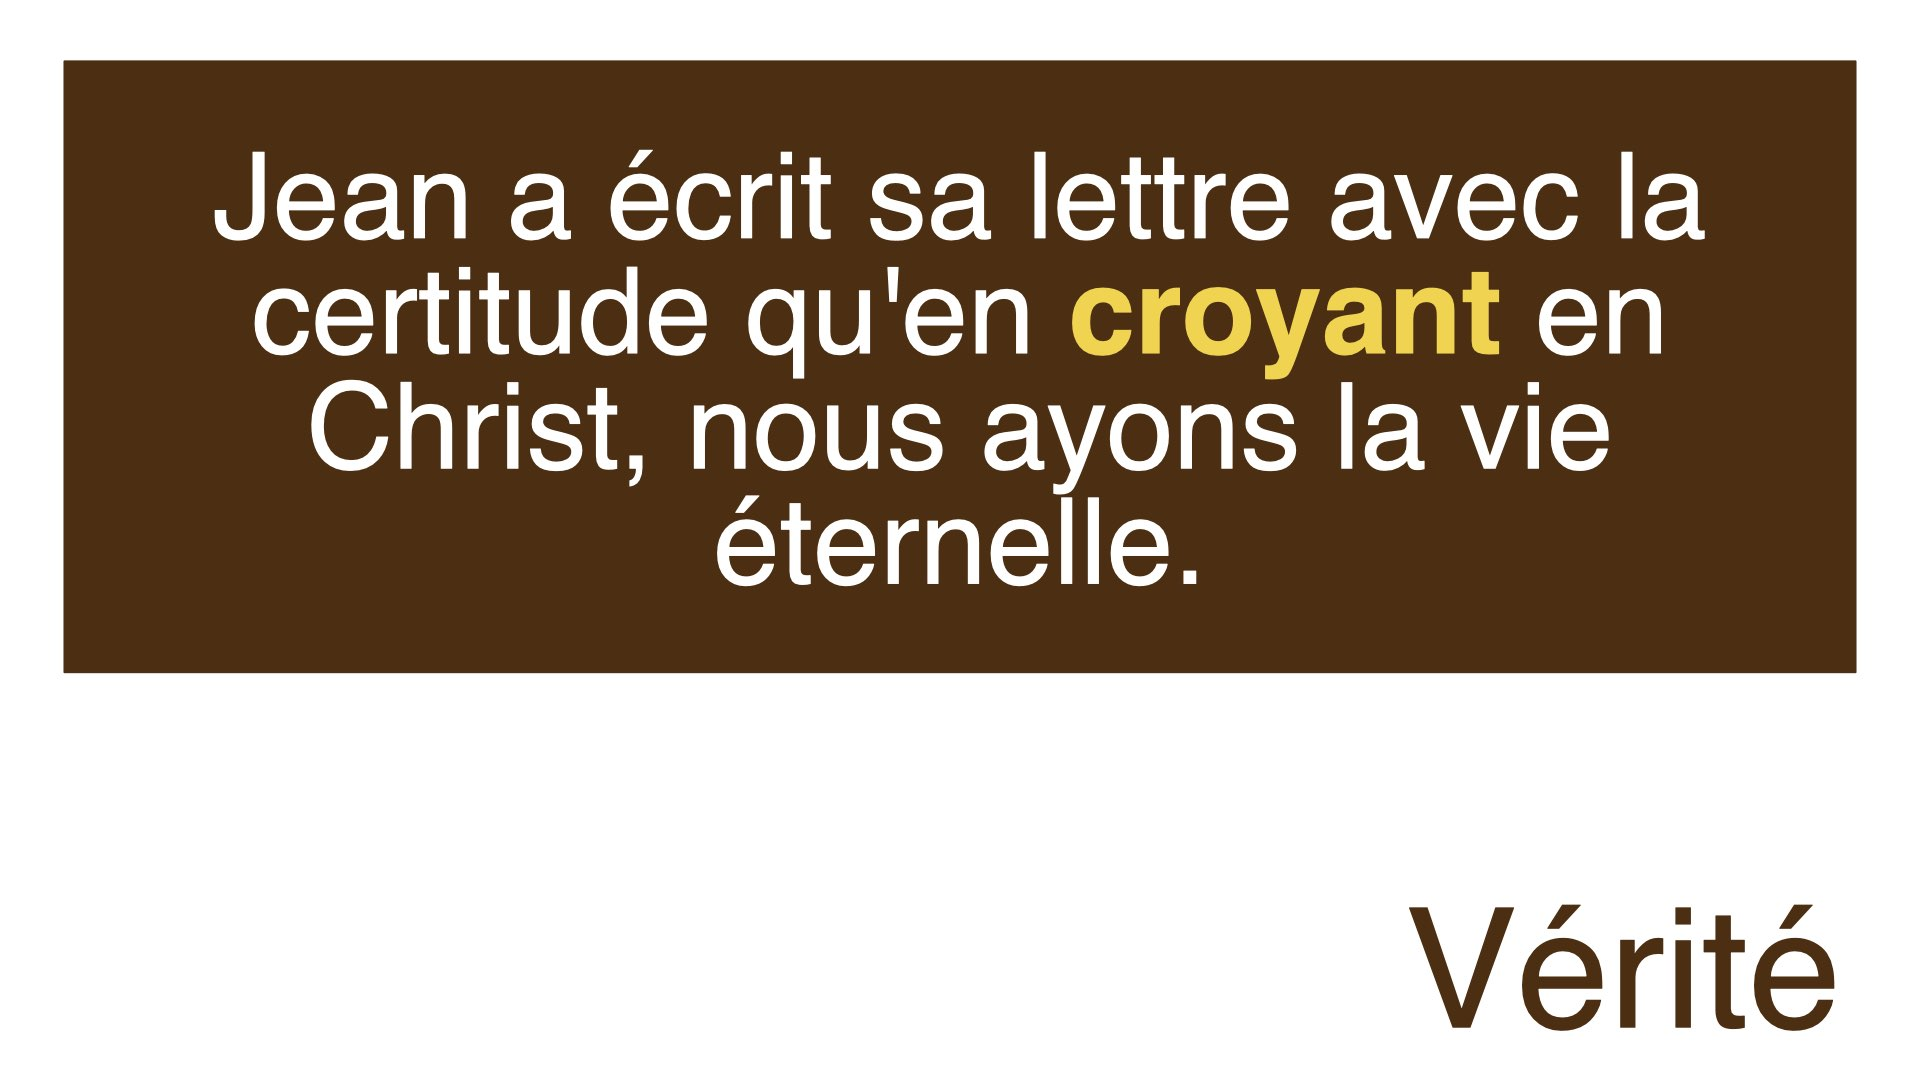 Jean a écrit sa lettre avec la
certitude qu'en croyant en
Christ, nous ayons la vie
éternelle.
Vérité